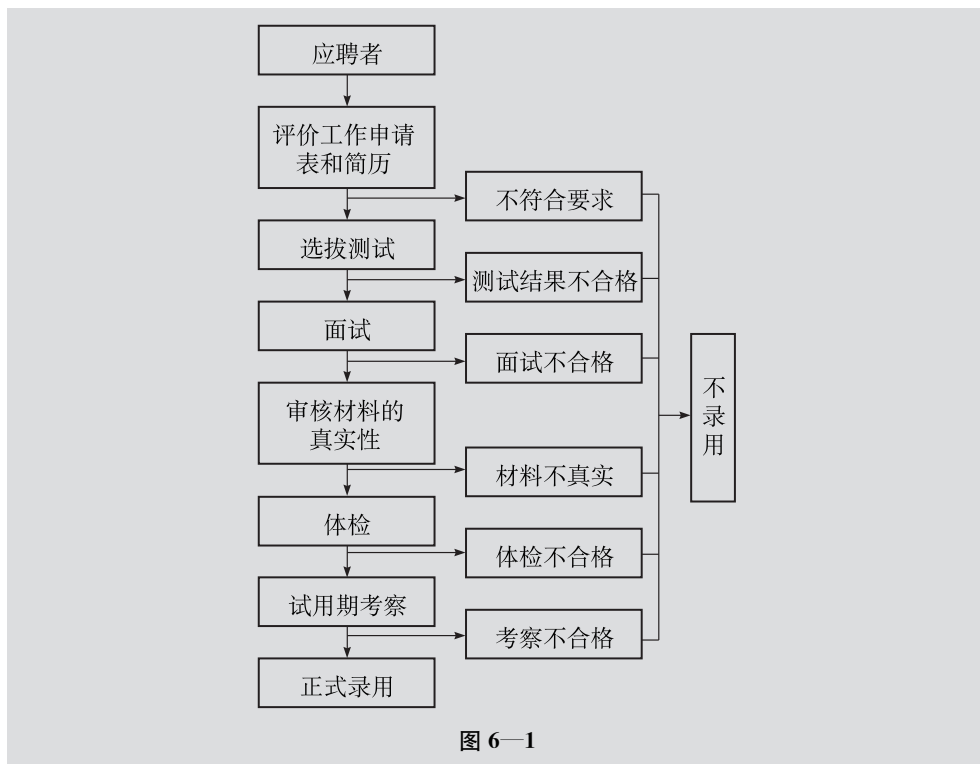 应聘者
评价工作申请
表和简历
不符合要求
选拔测试
测试结果不合格
面试
面试不合格
不
录
用
审核材料的
真实性
材料不真实
体检
体检不合格
试用期考察
考察不合格
正式录用
图 6—1